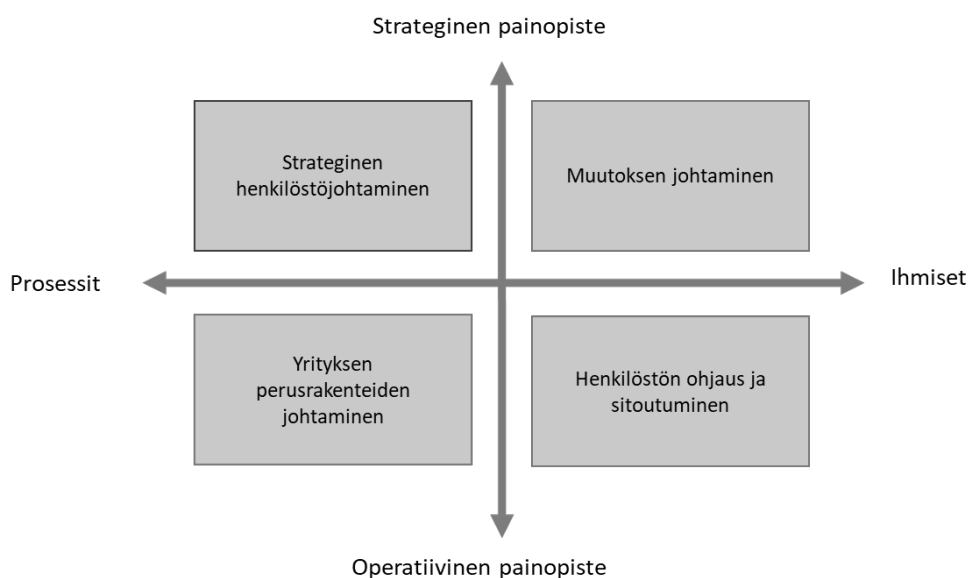 Strateginen painopiste
Strateginen
henkilöstöjohtaminen
Muutoksen johtaminen
Prosessit
Ihmiset
Yrityksen
perusrakenteiden
johtaminen
Henkilöstön ohjaus ja
sitoutuminen
Operatiivinen painopiste